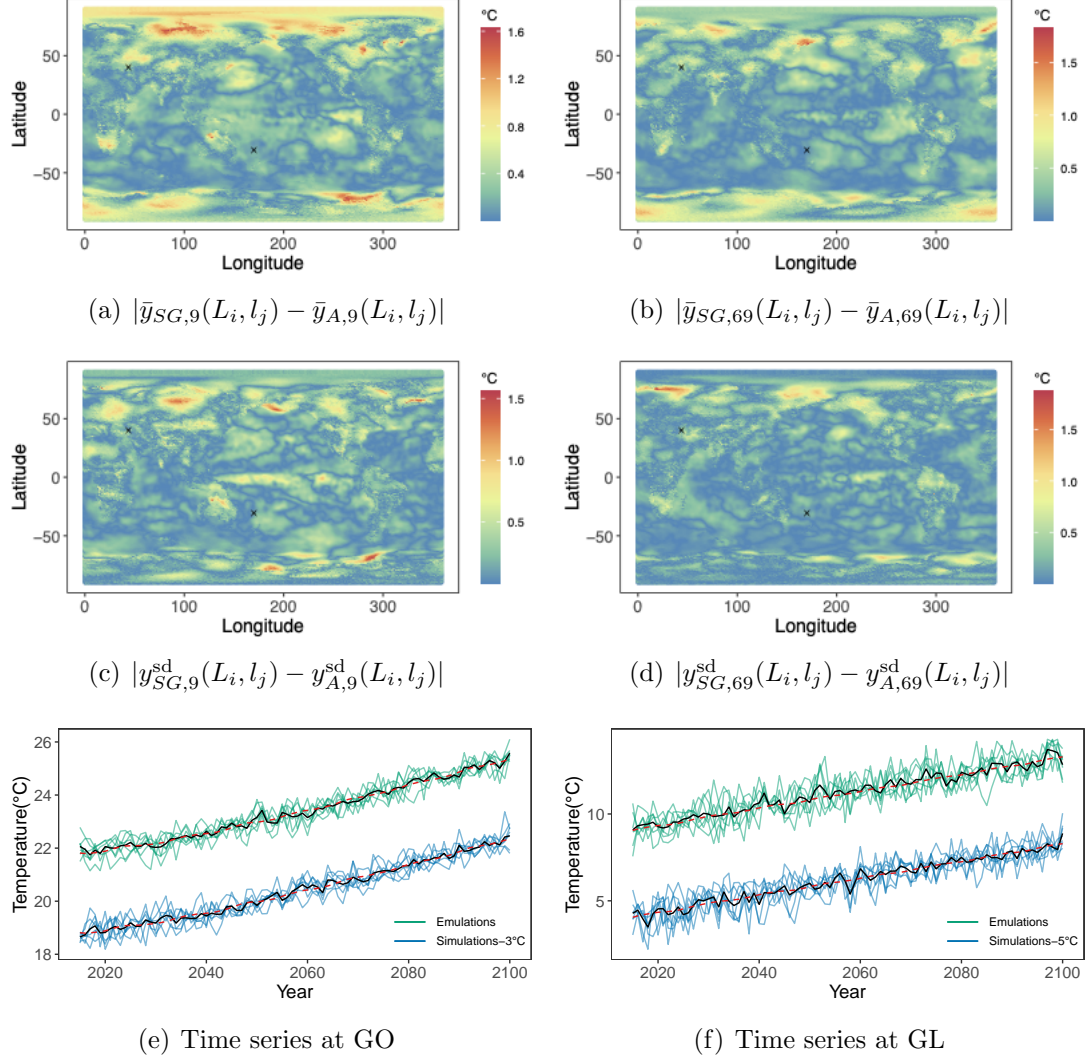 °C
1.6
1.2
0.8
0.4
50
0
−50
Latitude
0 100 200 300
Longitude
(a) |ȳ_{SG,9}(L_i, l_j) − ȳ_{A,9}(L_i, l_j)|
°C
1.5
1.0
0.5
50
0
−50
Latitude
0 100 200 300
Longitude
(b) |ȳ_{SG,69}(L_i, l_j) − ȳ_{A,69}(L_i, l_j)|
°C
1.5
1.0
0.5
50
0
−50
Latitude
0 100 200 300
Longitude
(c) |y^{sd}_{SG,9}(L_i, l_j) − y^{sd}_{A,9}(L_i, l_j)|
°C
1.5
1.0
0.5
50
0
−50
Latitude
0 100 200 300
Longitude
(d) |y^{sd}_{SG,69}(L_i, l_j) − y^{sd}_{A,69}(L_i, l_j)|
26
24
22
20
18
Temperature(°C)
Emulations
Simulations−3°C
2020 2040 2060 2080 2100
Year
(e) Time series at GO
10
5
Temperature(°C)
Emulations
Simulations−5°C
2020 2040 2060 2080 2100
Year
(f) Time series at GL